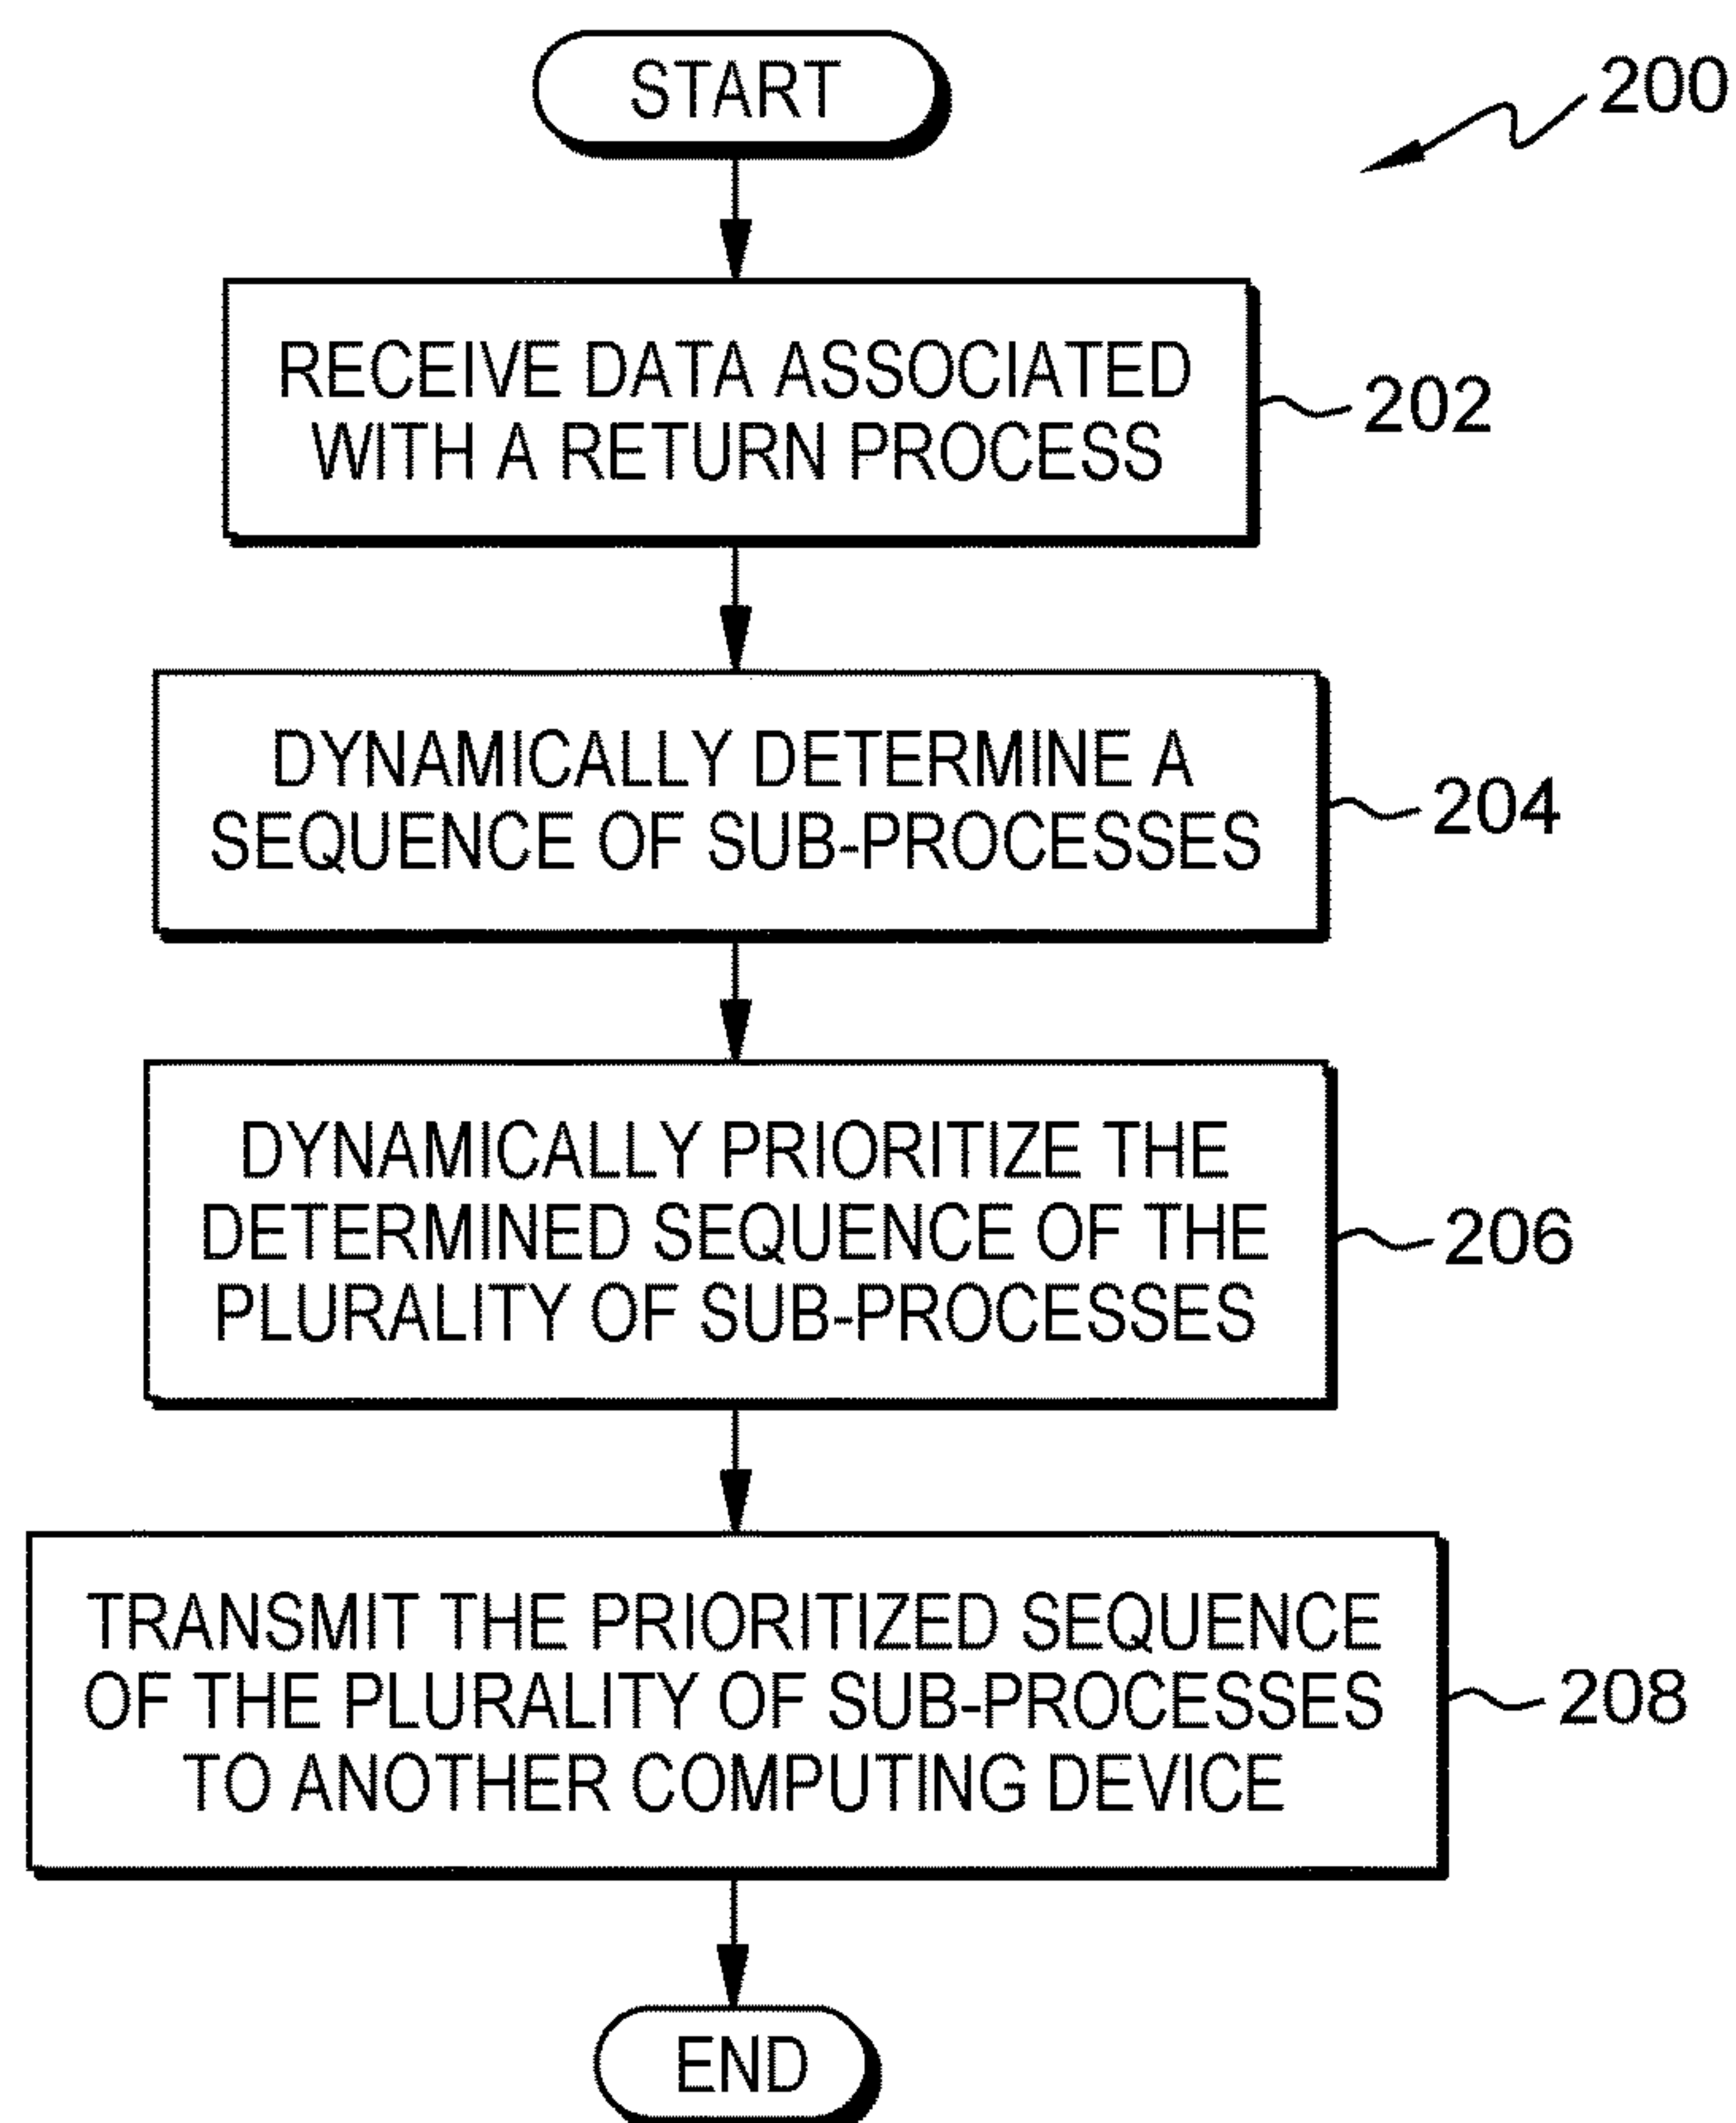 START
200
RECEIVE DATA ASSOCIATED
WITH A RETURN PROCESS
202
DYNAMICALLY DETERMINE A
SEQUENCE OF SUB-PROCESSES
204
DYNAMICALLY PRIORITIZE THE
DETERMINED SEQUENCE OF THE
PLURALITY OF SUB-PROCESSES
206
TRANSMIT THE PRIORITIZED SEQUENCE
OF THE PLURALITY OF SUB-PROCESSES
TO ANOTHER COMPUTING DEVICE
208
END